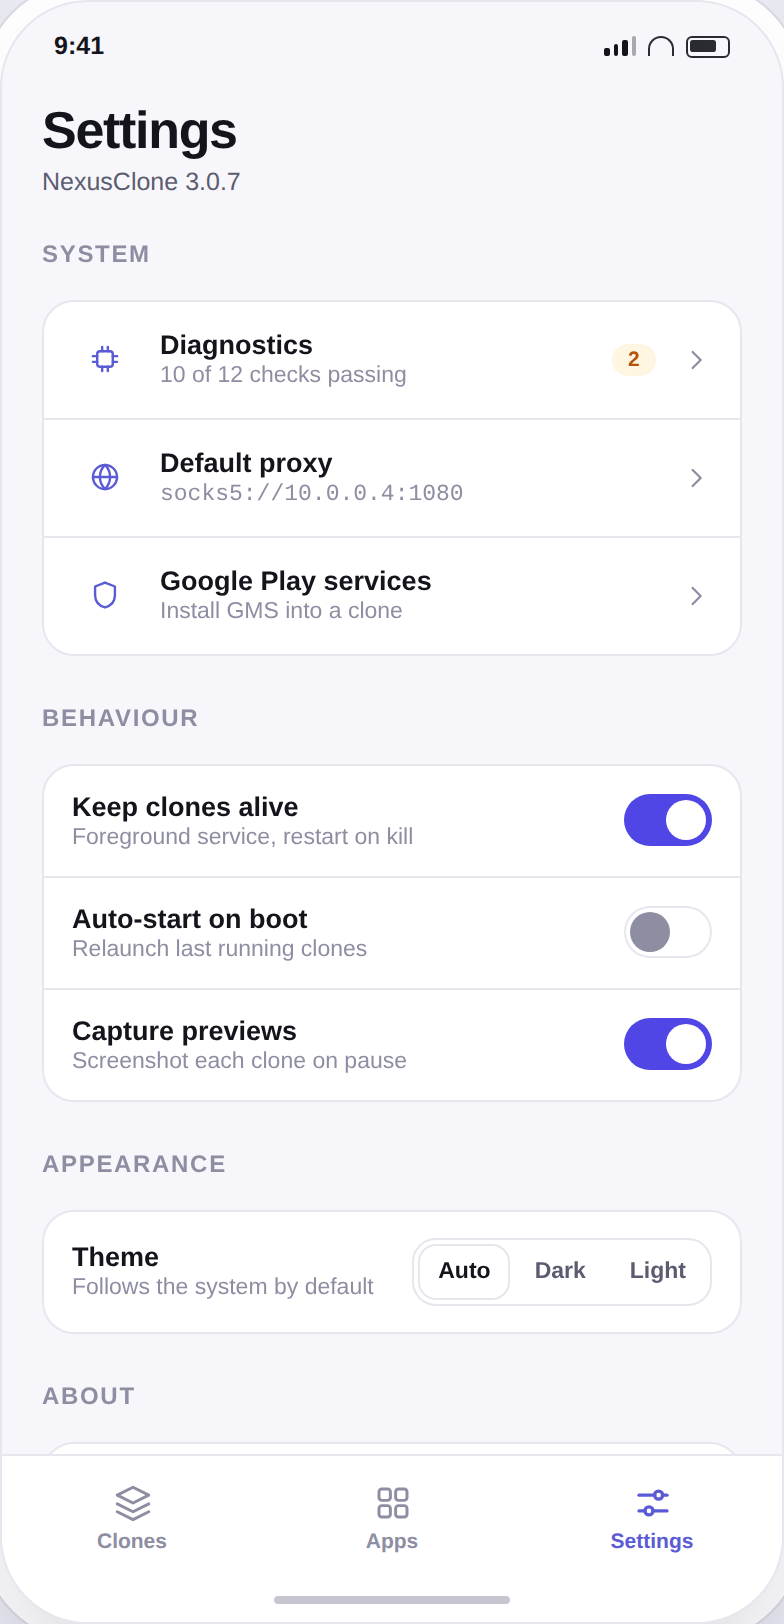 9:41
Settings
NexusClone 3.0.7
SYSTEM
Diagnostics
10 of 12 checks passing
2
Default proxy
socks5://10.0.0.4:1080
Google Play services
Install GMS into a clone
BEHAVIOUR
Keep clones alive
Foreground service, restart on kill
Auto-start on boot
Relaunch last running clones
Capture previews
Screenshot each clone on pause
APPEARANCE
Theme
Follows the system by default
Auto Dark Light
ABOUT
Clones Apps Settings